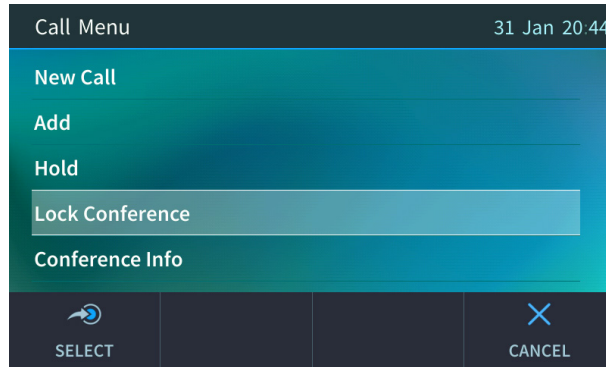 Call Menu 31 Jan 20:44
New Call
Add
Hold
Lock Conference
Conference Info
SELECT CANCEL